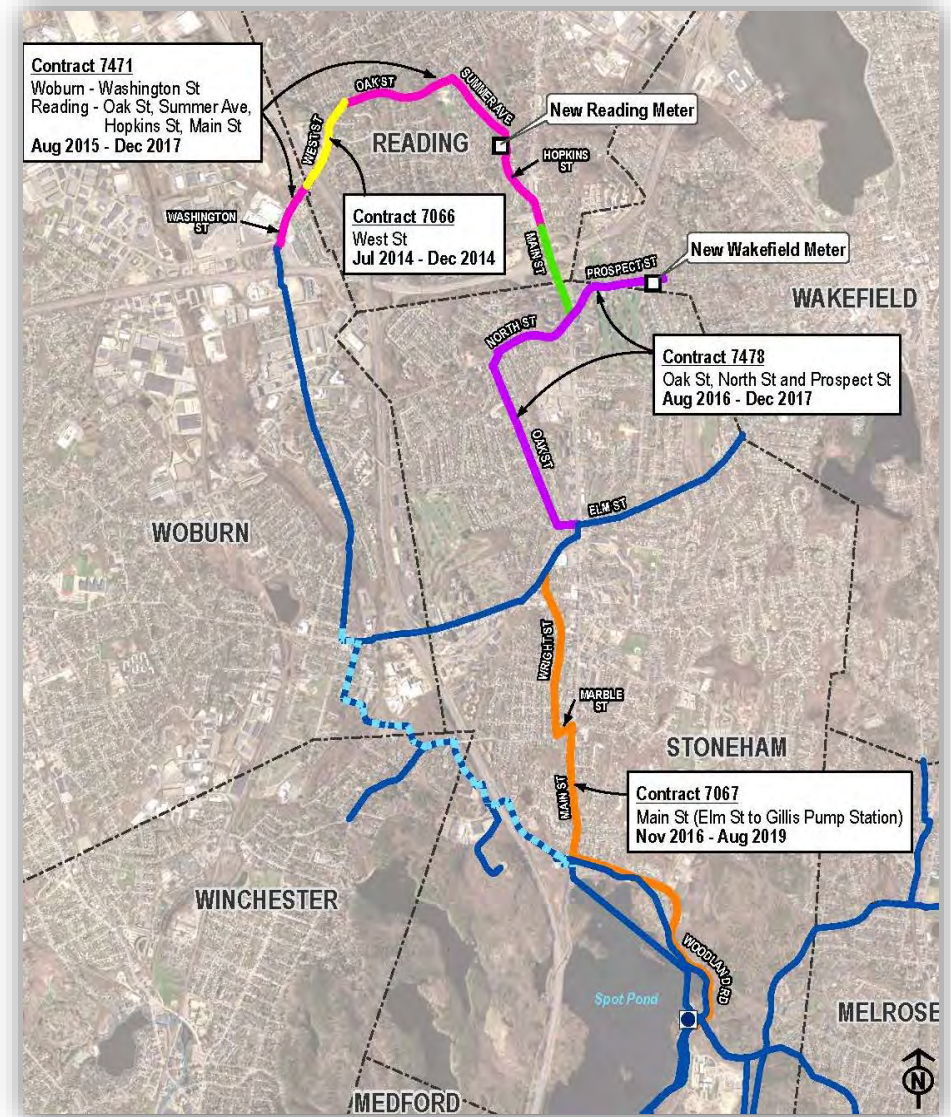 Contract 7471
Woburn - Washington St
Reading - Oak St, Summer Ave,
Hopkins St, Main St
Aug 2015 - Dec 2017
OAK ST
SUMMER AVE
WEST ST
READING
New Reading Meter
HOPKINS
ST
WASHINGTON
ST
Contract 7066
West St
Jul 2014 - Dec 2014
MAIN ST
PROSPECT ST
New Wakefield Meter
WAKEFIELD
NORTH ST
Contract 7478
Oak St, North St and Prospect St
Aug 2016 - Dec 2017
OAK ST
ELM ST
WOBURN
WRIGHT ST
MARBLE
ST
STONEHAM
MAIN ST
Contract 7067
Main St (Elm St to Gillis Pump Station)
Nov 2016 - Aug 2019
WINCHESTER
WOODLAND RD
Spot Pond
MELROSE
MEDFORD
N